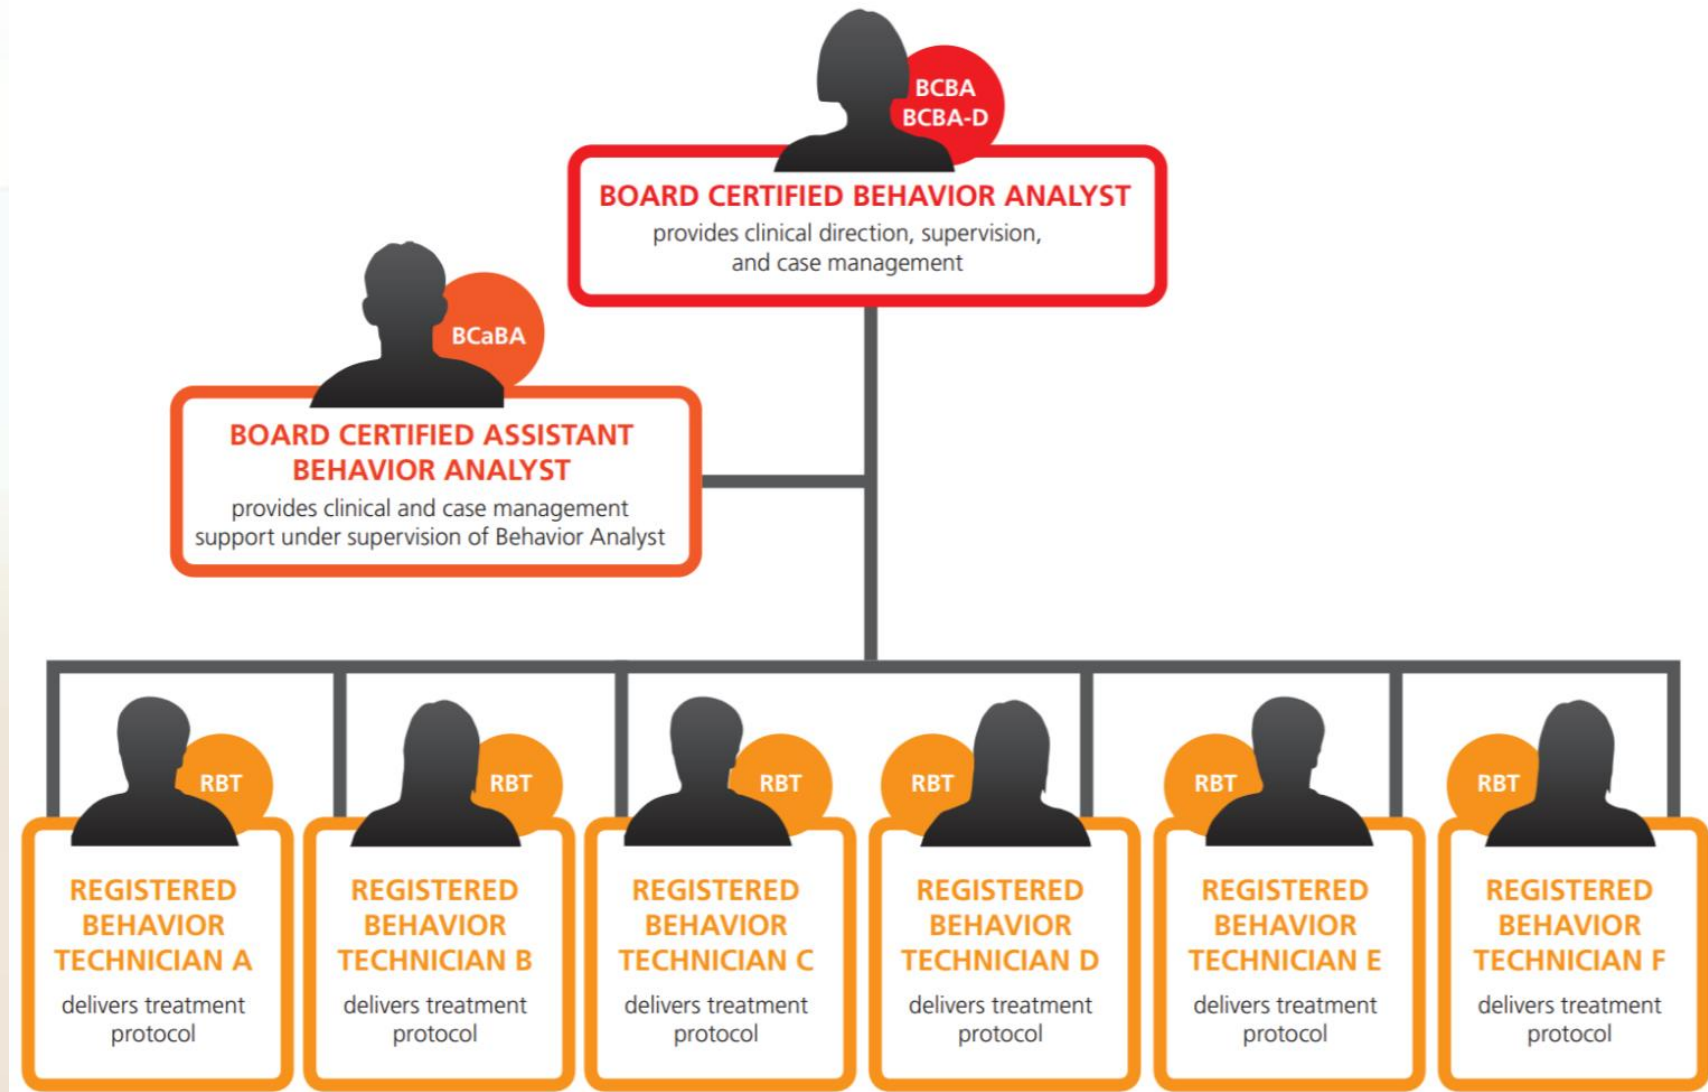 BCBA
BCBA-D
BOARD CERTIFIED BEHAVIOR ANALYST
provides clinical direction, supervision,
and case management
BCaBA
BOARD CERTIFIED ASSISTANT
BEHAVIOR ANALYST
provides clinical and case management
support under supervision of Behavior Analyst
RBT
REGISTERED
BEHAVIOR
TECHNICIAN A
delivers treatment
protocol
RBT
REGISTERED
BEHAVIOR
TECHNICIAN B
delivers treatment
protocol
RBT
REGISTERED
BEHAVIOR
TECHNICIAN C
delivers treatment
protocol
RBT
REGISTERED
BEHAVIOR
TECHNICIAN D
delivers treatment
protocol
RBT
REGISTERED
BEHAVIOR
TECHNICIAN E
delivers treatment
protocol
RBT
REGISTERED
BEHAVIOR
TECHNICIAN F
delivers treatment
protocol